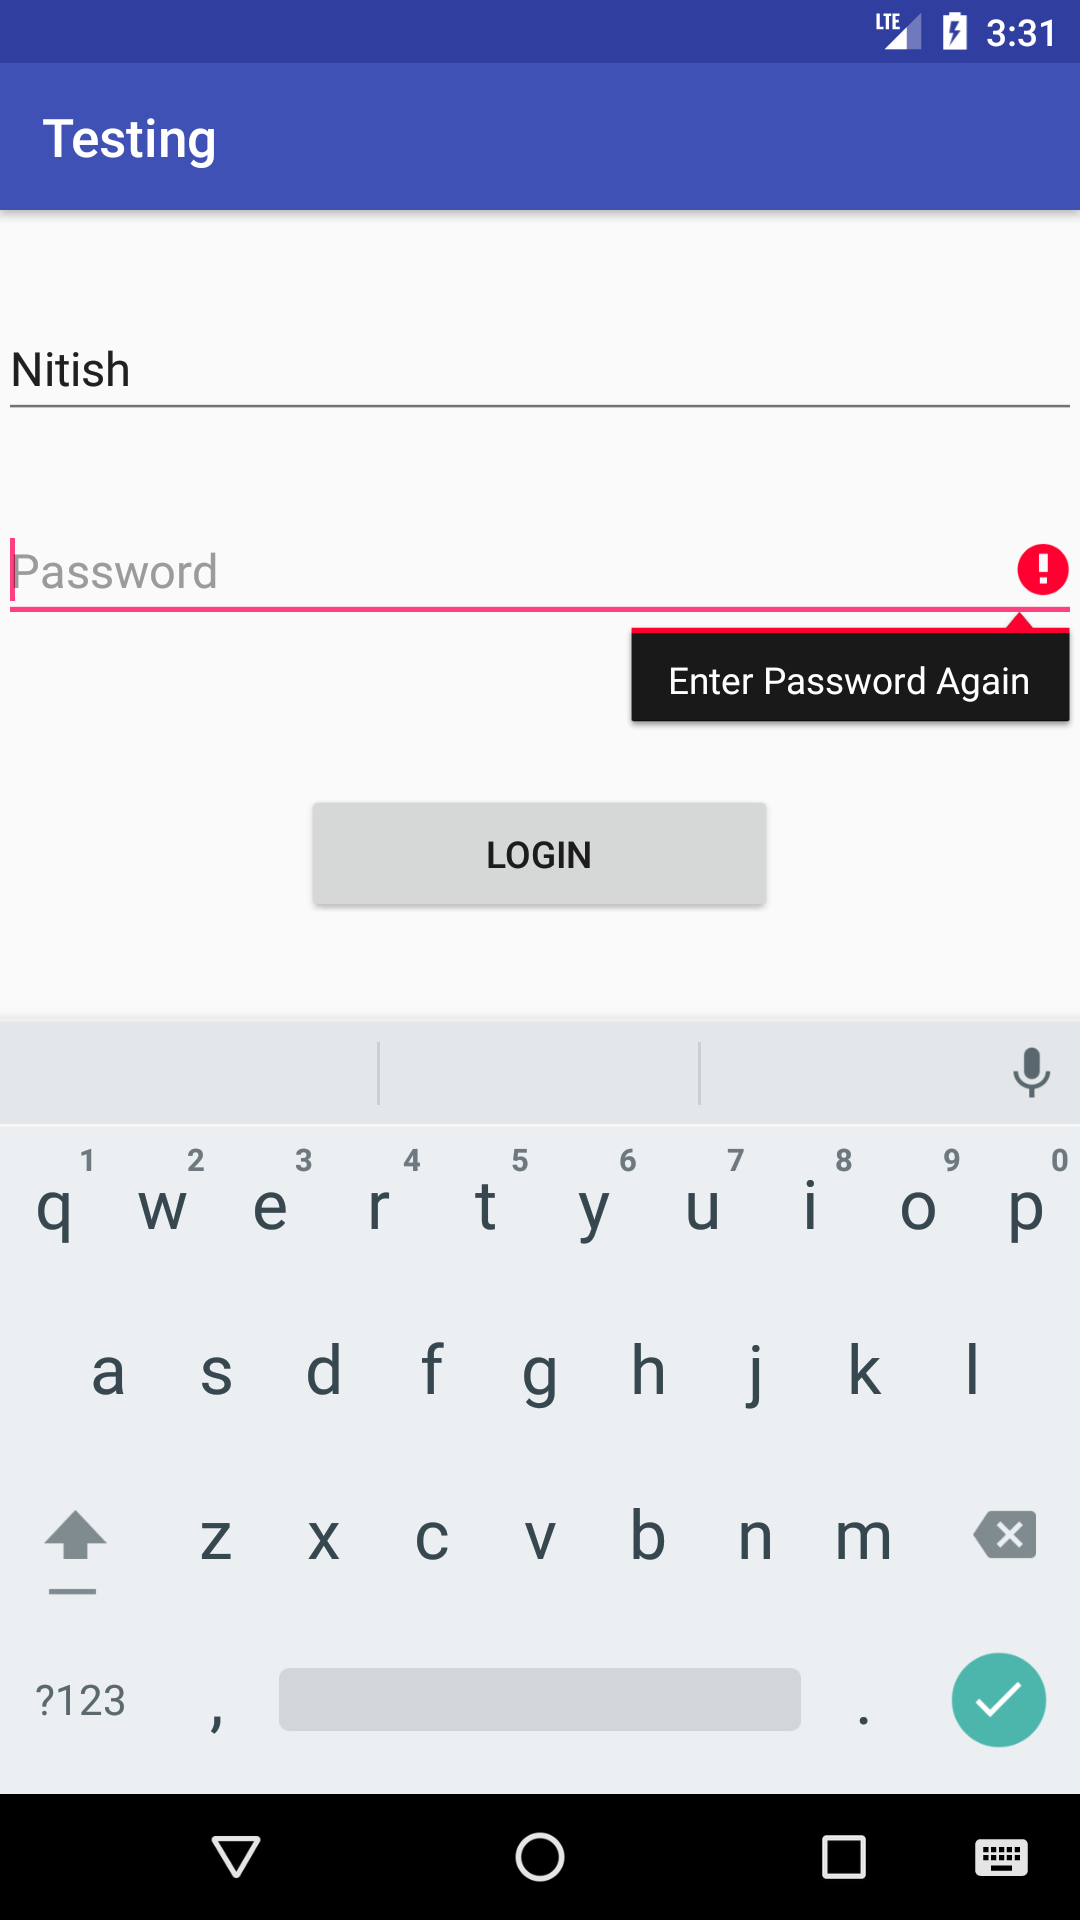 LTE 3:31
Testing
Nitish
Password
Enter Password Again
LOGIN
1 2 3 4 5 6 7 8 9 0
q w e r t y u i o p
a s d f g h j k l
z x c v b n m
?123 , .